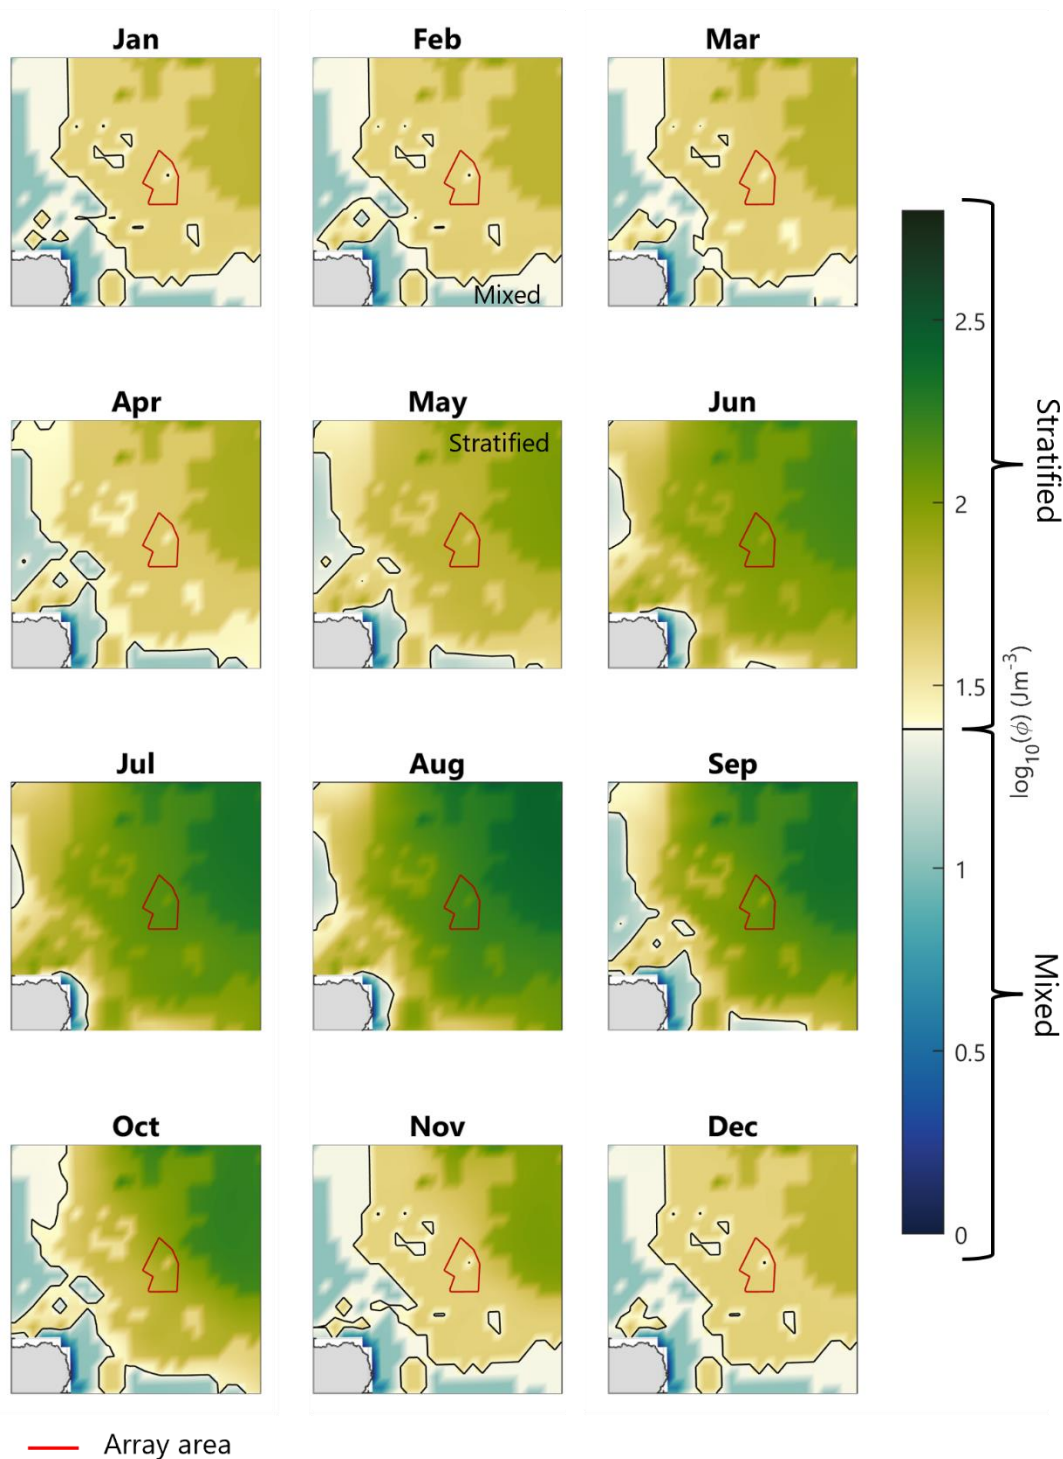 Jan
Feb
Mar
Mixed
Apr
May
Jun
Stratified
Jul
Aug
Sep
Oct
Nov
Dec
2.5
2
1.5
1
0.5
0
log10(ϕ) (Jm⁻³)
Stratified
Mixed
Array area